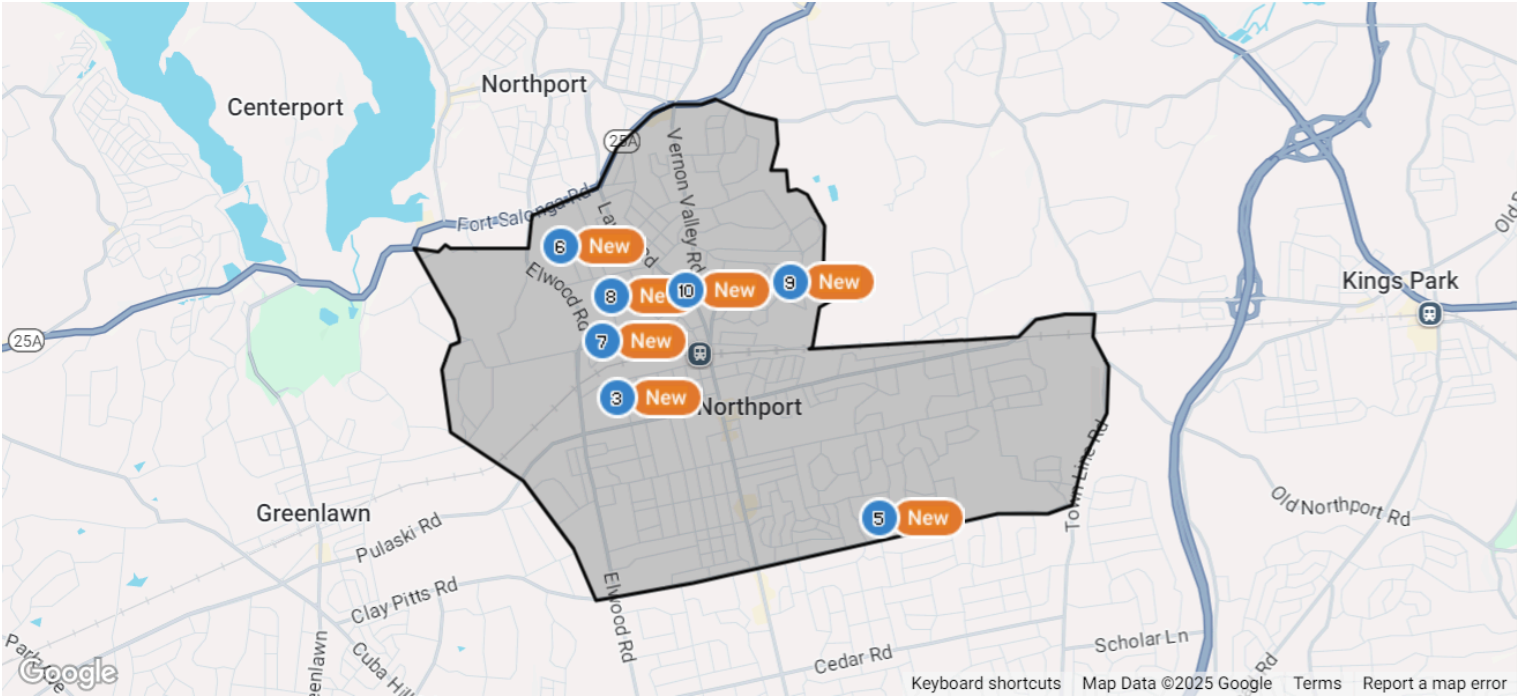 Centerport
Northport
25A
Fort Salonga Rd
Vernon Valley Rd
Elwood Rd
6 New
8
10 New
9 New
7 New
3 New
Northport
5 New
Kings Park
25A
Greenlawn
Pulaski Rd
Clay Pitts Rd
Elwood Rd
Town Line Rd
Old Northport Rd
Scholar Ln
Cedar Rd
Google
Keyboard shortcuts
Map Data ©2025 Google
Terms
Report a map error